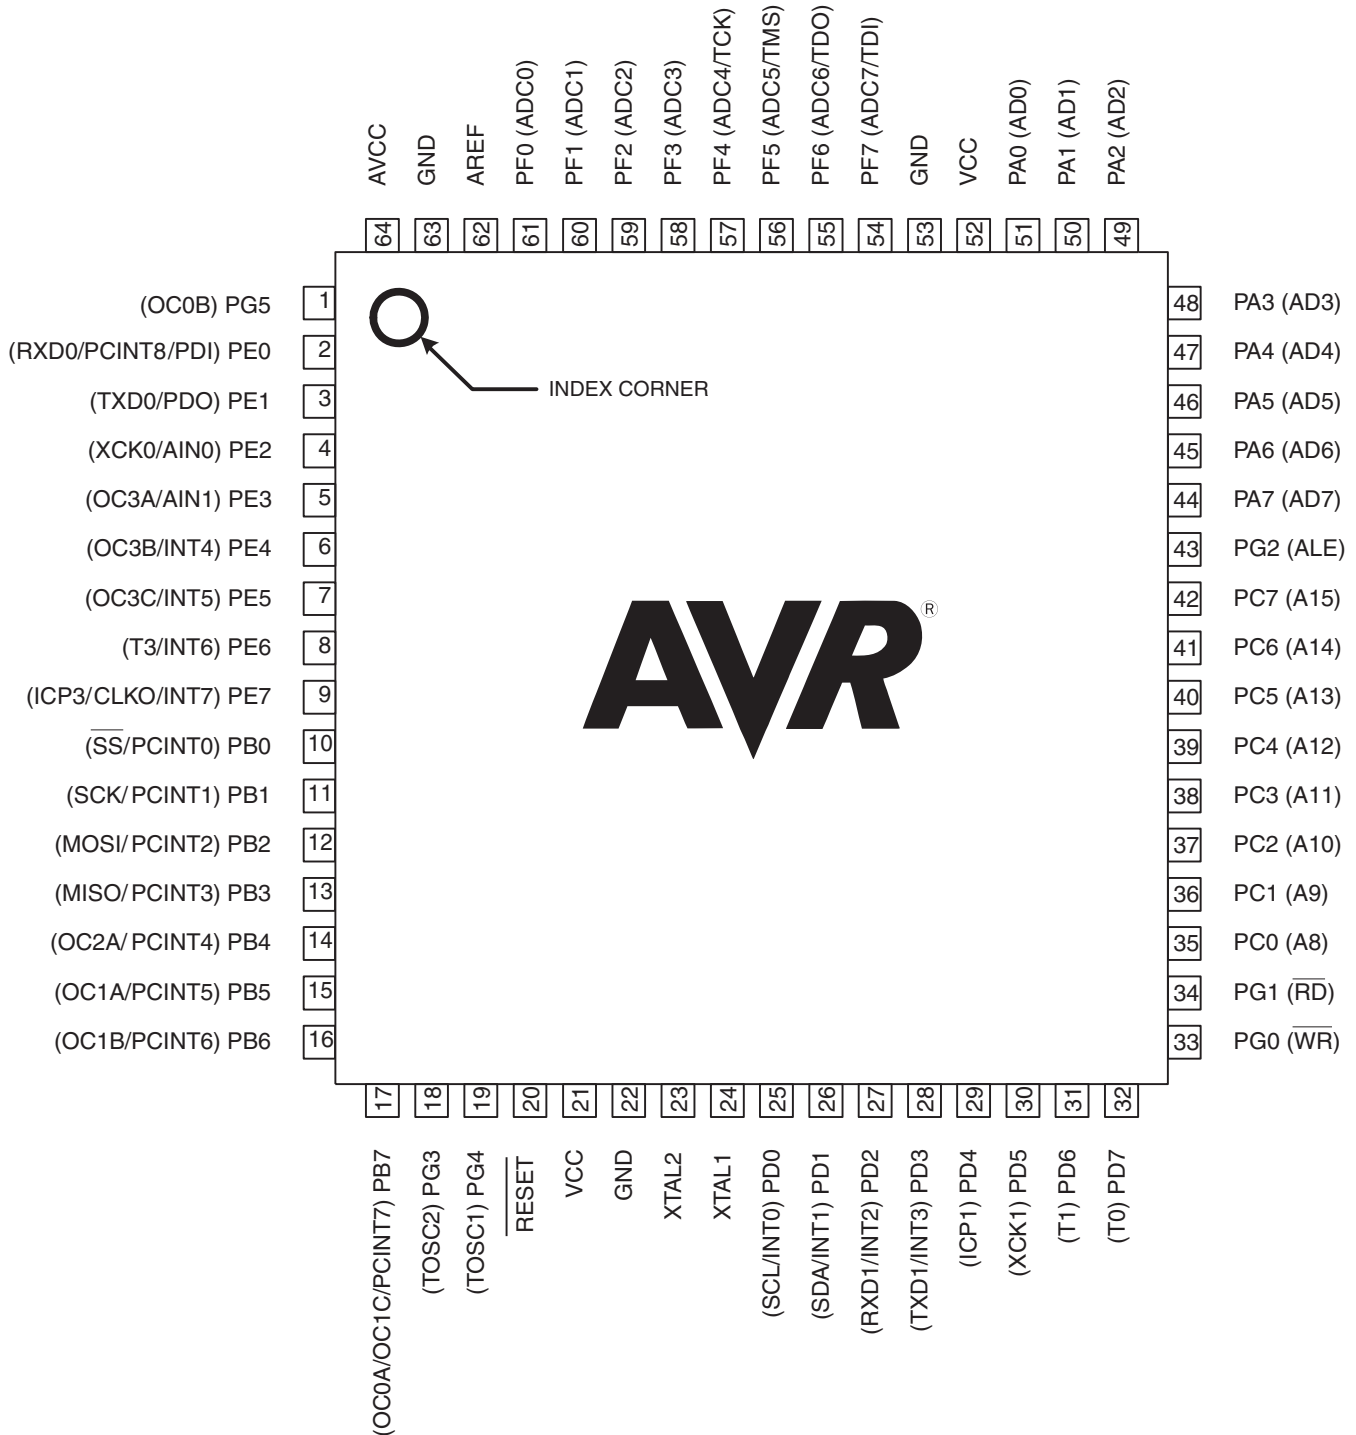 AVCC
GND
AREF
PF0 (ADC0)
PF1 (ADC1)
PF2 (ADC2)
PF3 (ADC3)
PF4 (ADC4/TCK)
PF5 (ADC5/TMS)
PF6 (ADC6/TDO)
PF7 (ADC7/TDI)
GND
VCC
PA0 (AD0)
PA1 (AD1)
PA2 (AD2)
64
63
62
61
60
59
58
57
56
55
54
53
52
51
50
49
(OC0B) PG5 1
(RXD0/PCINT8/PDI) PE0 2
(TXD0/PDO) PE1 3
(XCK0/AIN0) PE2 4
(OC3A/AIN1) PE3 5
(OC3B/INT4) PE4 6
(OC3C/INT5) PE5 7
(T3/INT6) PE6 8
(ICP3/CLKO/INT7) PE7 9
(SS/PCINT0) PB0 10
(SCK/ PCINT1) PB1 11
(MOSI/ PCINT2) PB2 12
(MISO/ PCINT3) PB3 13
(OC2A/ PCINT4) PB4 14
(OC1A/PCINT5) PB5 15
(OC1B/PCINT6) PB6 16
INDEX CORNER
AVR®
48 PA3 (AD3)
47 PA4 (AD4)
46 PA5 (AD5)
45 PA6 (AD6)
44 PA7 (AD7)
43 PG2 (ALE)
42 PC7 (A15)
41 PC6 (A14)
40 PC5 (A13)
39 PC4 (A12)
38 PC3 (A11)
37 PC2 (A10)
36 PC1 (A9)
35 PC0 (A8)
34 PG1 (RD)
33 PG0 (WR)
17
18
19
20
21
22
23
24
25
26
27
28
29
30
31
32
(OC0A/OC1C/PCINT7) PB7
(TOSC2) PG3
(TOSC1) PG4
RESET
VCC
GND
XTAL2
XTAL1
(SCL/INT0) PD0
(SDA/INT1) PD1
(RXD1/INT2) PD2
(TXD1/INT3) PD3
(ICP1) PD4
(XCK1) PD5
(T1) PD6
(T0) PD7